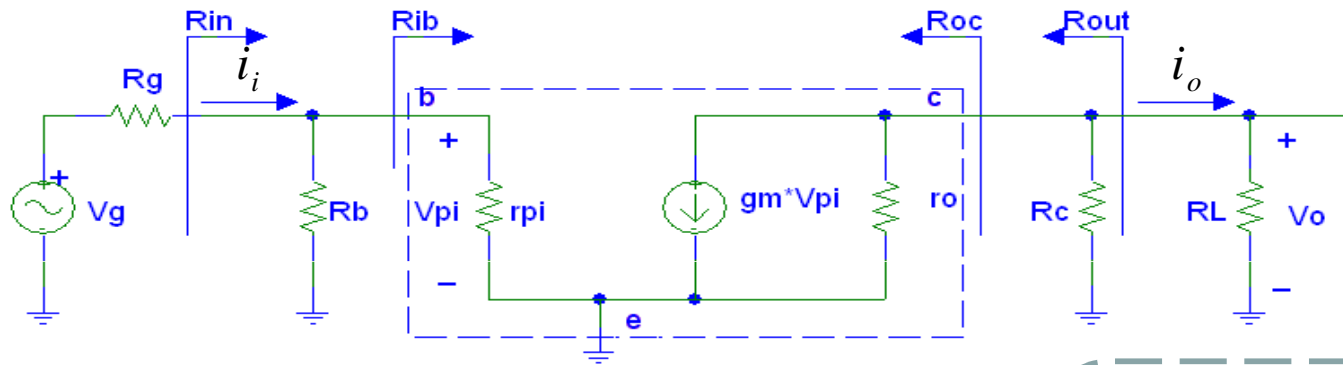 Rin
Rib
Roc
Rout
i_i
i_o
Rg
b
c
+
+
+
Vg
Rb
Vpi
rpi
gm*Vpi
ro
Rc
RL
Vo
−
−
e